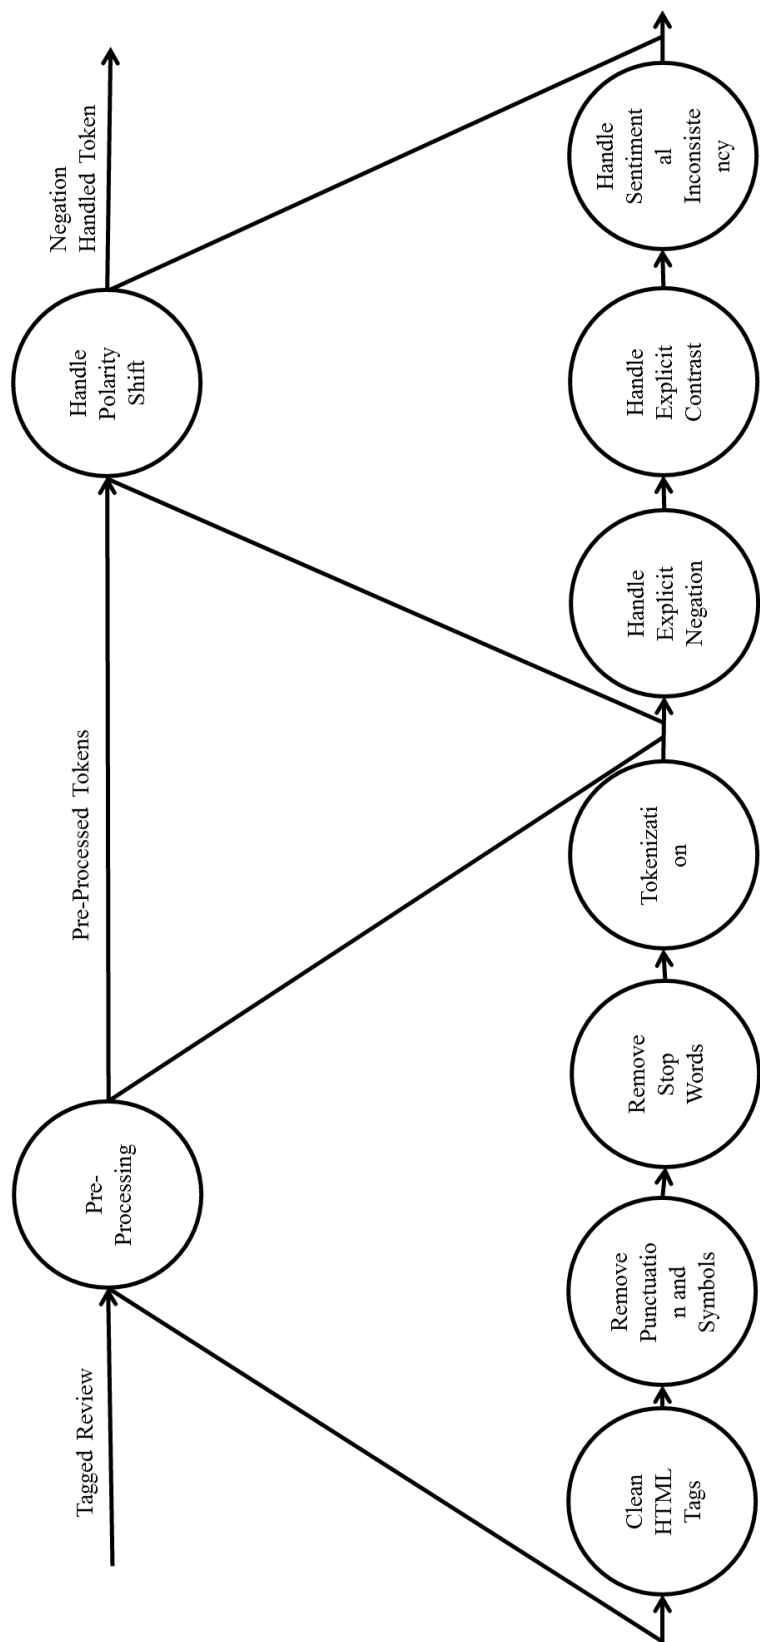 Tagged Review
Pre-
Processing
Pre-Processed Tokens
Handle
Polarity
Shift
Negation
Handled Token
Clean
HTML
Tags
Remove
Punctuatio
n and
Symbols
Remove
Stop
Words
Tokenizati
on
Handle
Explicit
Negation
Handle
Explicit
Contrast
Handle
Sentiment
al
Inconsiste
ncy